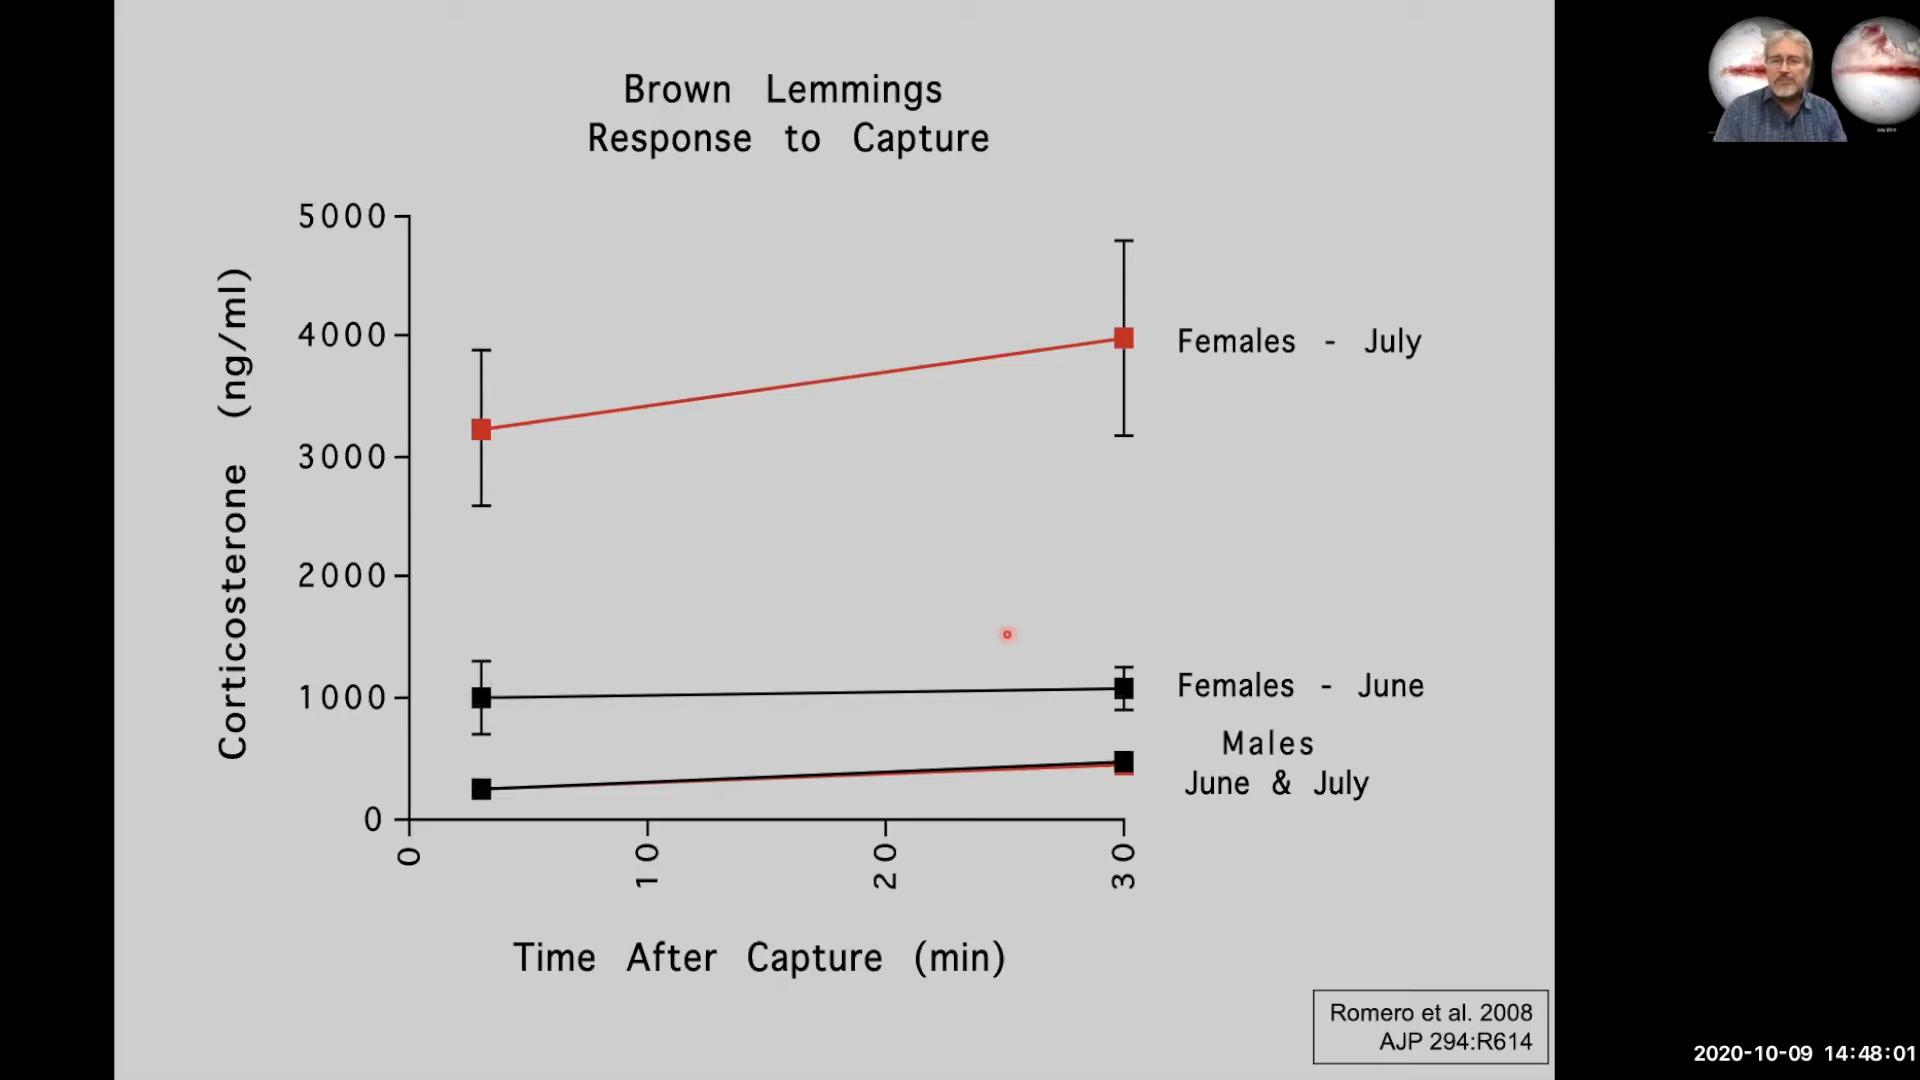 Brown Lemmings
Response to Capture
5000
4000
3000
2000
1000
0
Corticosterone (ng/ml)
Females - July
Females - June
Males
June & July
0
10
20
30
Time After Capture (min)
Romero et al. 2008
AJP 294:R614
2020-10-09 14:48:01